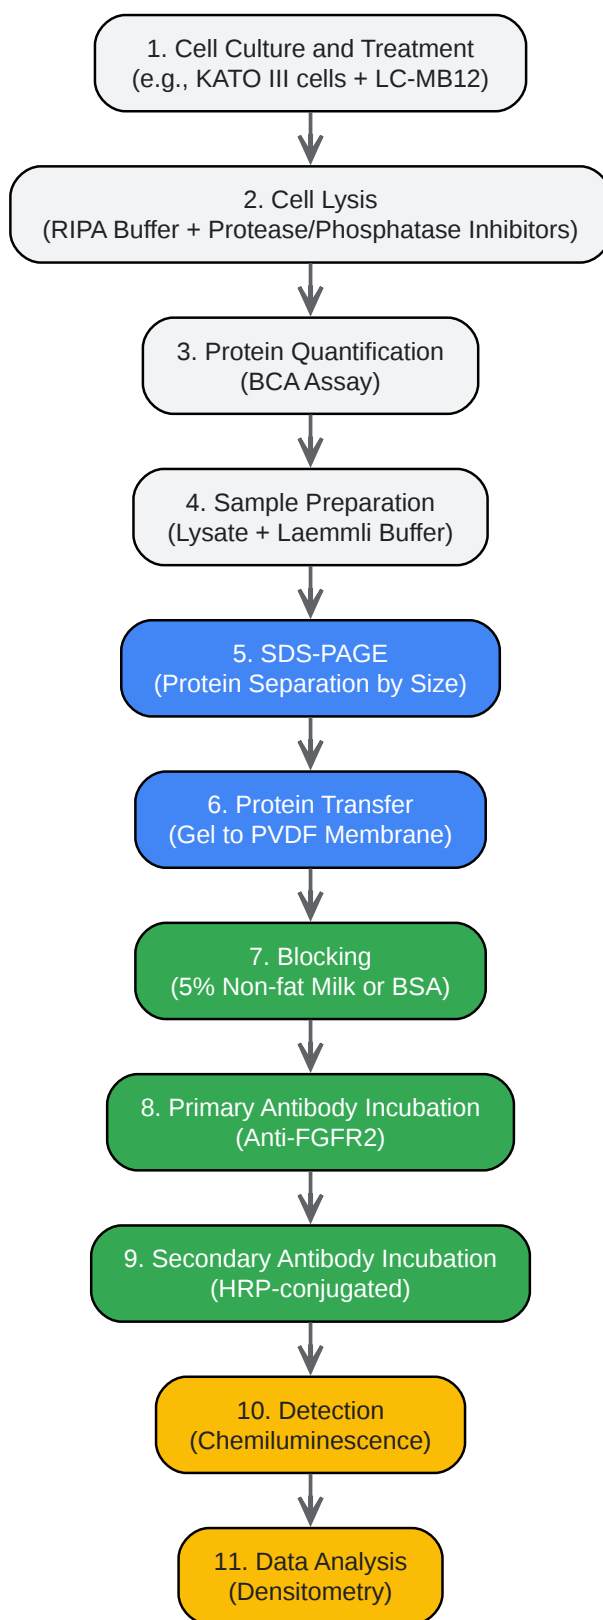 1. Cell Culture and Treatment
(e.g., KATO III cells + LC-MB12)
2. Cell Lysis
(RIPA Buffer + Protease/Phosphatase Inhibitors)
3. Protein Quantification
(BCA Assay)
4. Sample Preparation
(Lysate + Laemmli Buffer)
5. SDS-PAGE
(Protein Separation by Size)
6. Protein Transfer
(Gel to PVDF Membrane)
7. Blocking
(5% Non-fat Milk or BSA)
8. Primary Antibody Incubation
(Anti-FGFR2)
9. Secondary Antibody Incubation
(HRP-conjugated)
10. Detection
(Chemiluminescence)
11. Data Analysis
(Densitometry)